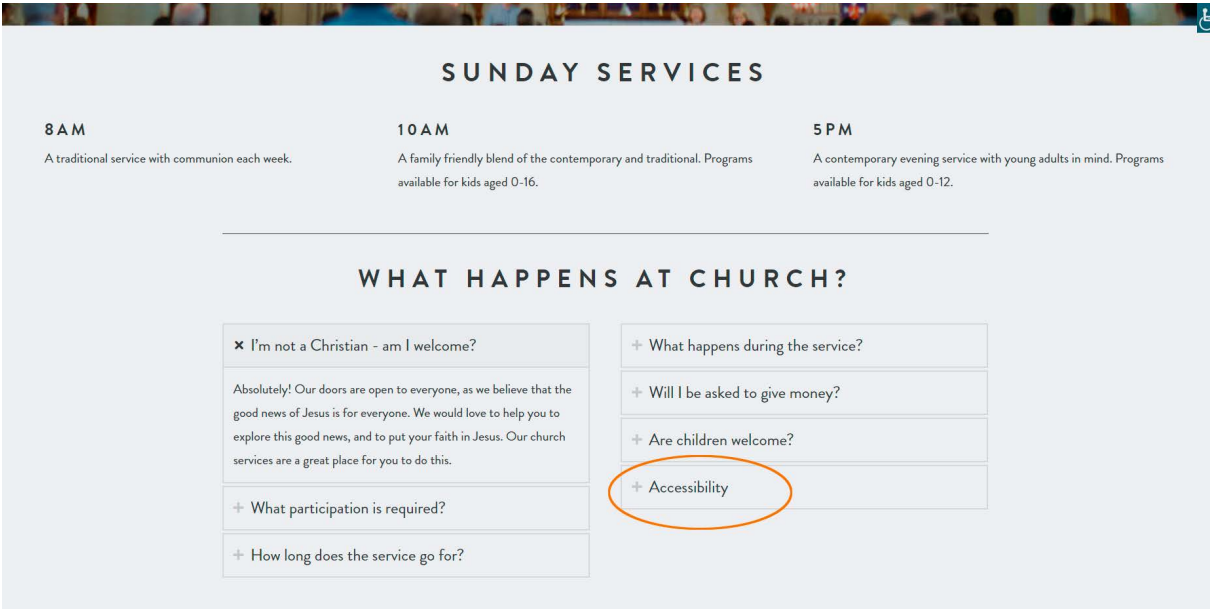 SUNDAY SERVICES
8AM
A traditional service with communion each week.
10AM
A family friendly blend of the contemporary and traditional. Programs
available for kids aged 0-16.
5PM
A contemporary evening service with young adults in mind. Programs
available for kids aged 0-12.
WHAT HAPPENS AT CHURCH?
× I'm not a Christian - am I welcome?
Absolutely! Our doors are open to everyone, as we believe that the
good news of Jesus is for everyone. We would love to help you to
explore this good news, and to put your faith in Jesus. Our church
services are a great place for you to do this.
+ What participation is required?
+ How long does the service go for?
+ What happens during the service?
+ Will I be asked to give money?
+ Are children welcome?
+ Accessibility